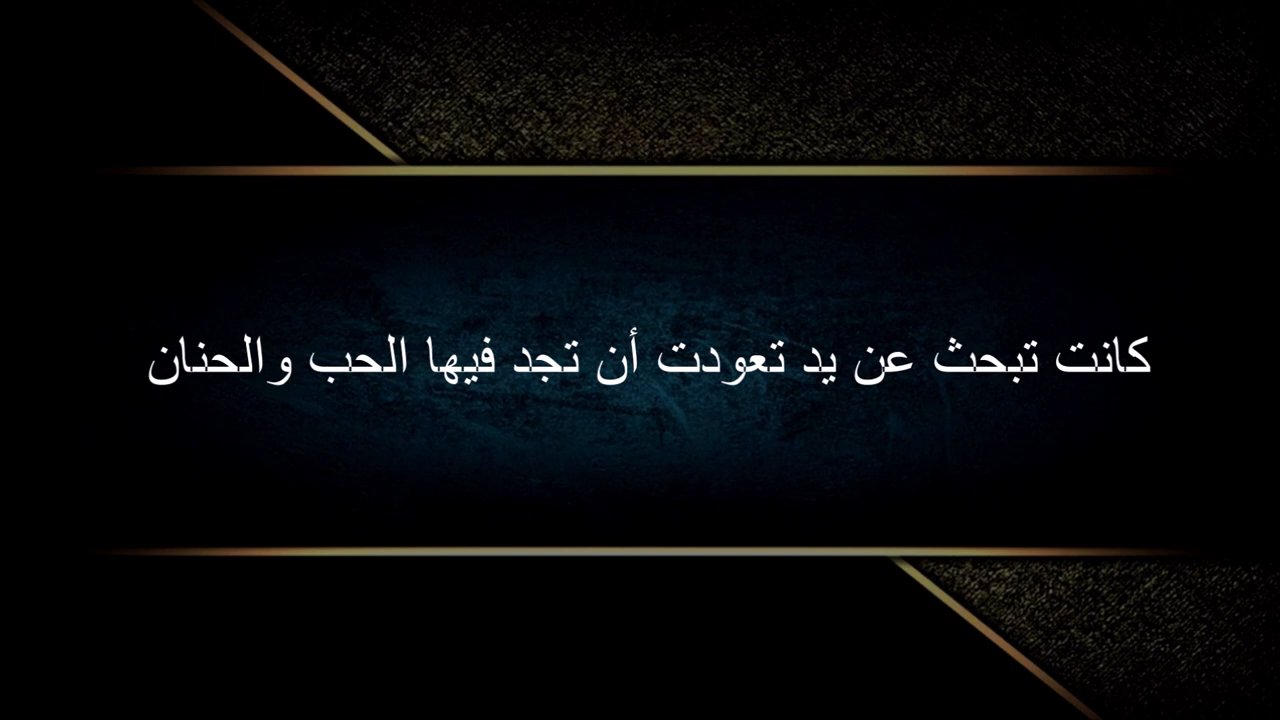 كانت تبحث عن يد تعودت أن تجد فيها الحب والحنان